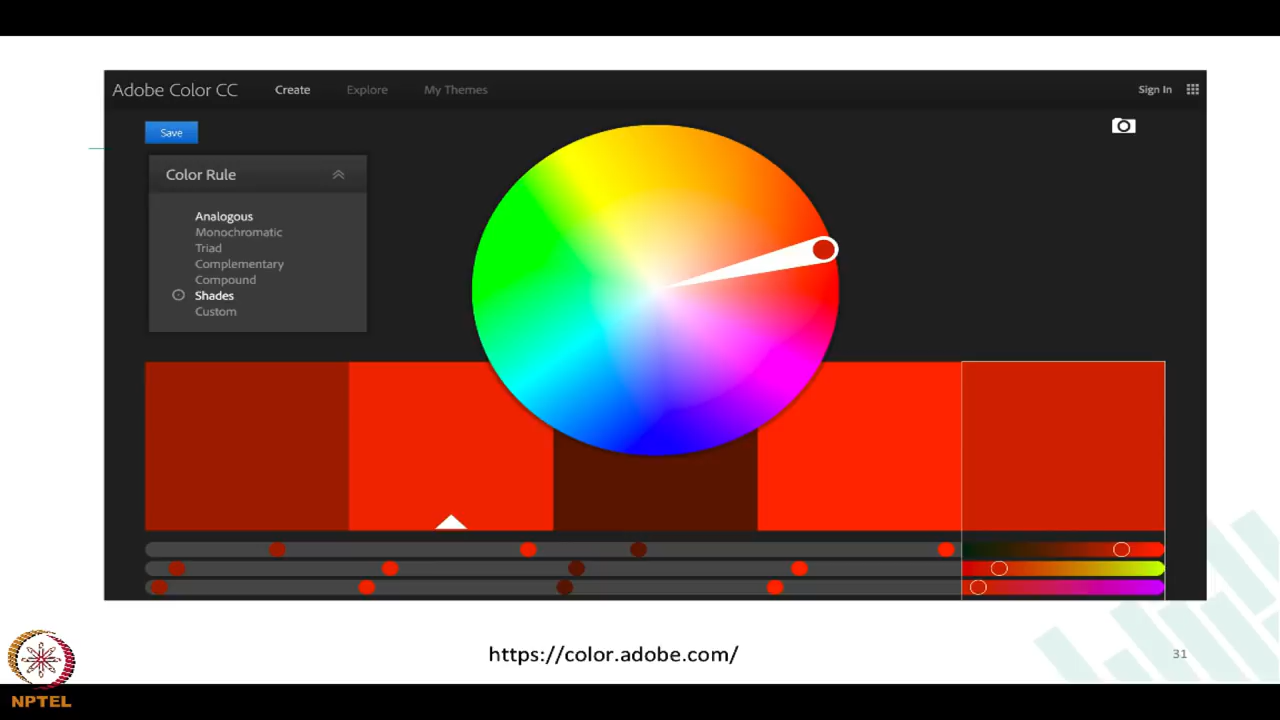 Adobe Color CC Create Explore My Themes Sign In
Save
Color Rule
Analogous
Monochromatic
Triad
Complementary
Compound
Shades
Custom
https://color.adobe.com/
31
NPTEL